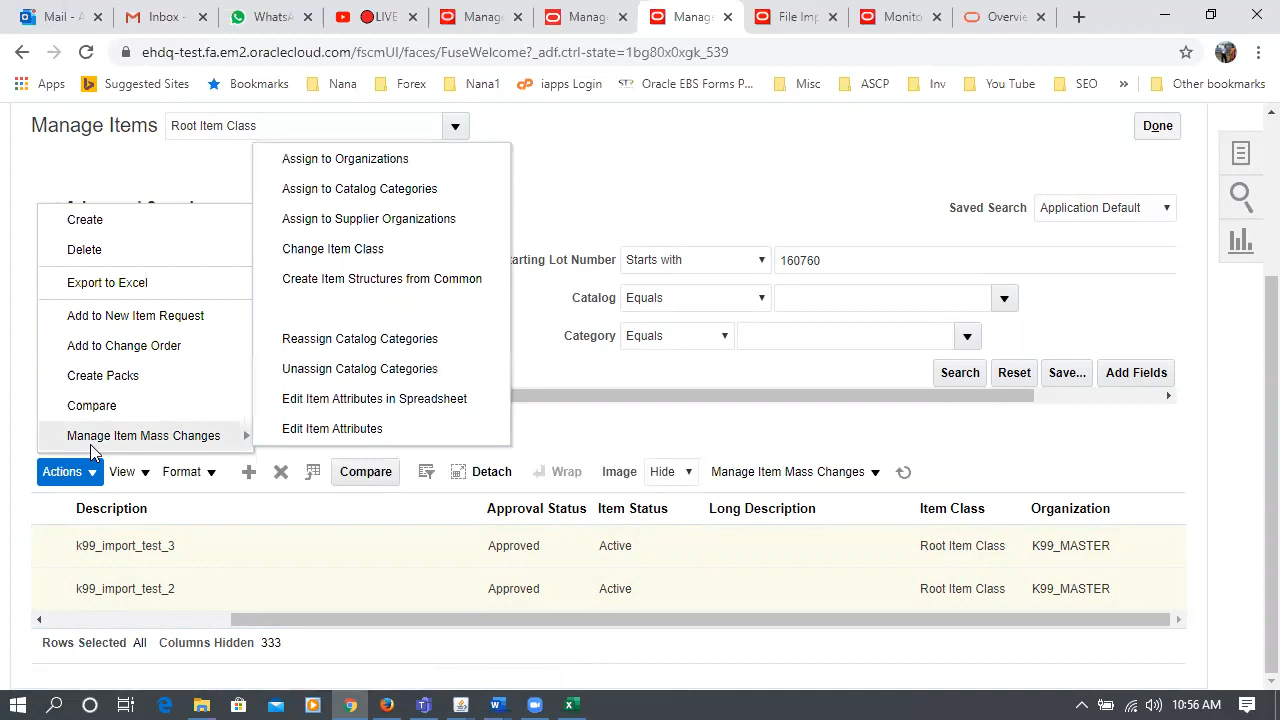 Mail - A
Inbox -
Whats
LIVE
Manage
Manage
Manage
File Imp
Monito
Overvie
ehdq-test.fa.em2.oraclecloud.com/fscmUI/faces/FuseWelcome?_adf.ctrl-state=1bg80x0xgk_539
Apps
Suggested Sites
Bookmarks
Nana
Forex
Nana1
iapps Login
Oracle EBS Forms P...
Misc
ASCP
Inv
You Tube
SEO
»
Other bookmarks
Manage Items
Root Item Class
Done
Assign to Organizations
Assign to Catalog Categories
Assign to Supplier Organizations
Change Item Class
Create Item Structures from Common
Reassign Catalog Categories
Unassign Catalog Categories
Edit Item Attributes in Spreadsheet
Edit Item Attributes
Create
Delete
Export to Excel
Add to New Item Request
Add to Change Order
Create Packs
Compare
Manage Item Mass Changes
Saved Search
Application Default
tarting Lot Number
Starts with
160760
Catalog
Equals
Category
Equals
Search
Reset
Save...
Add Fields
Actions
View
Format
Compare
Detach
Wrap
Image
Hide
Manage Item Mass Changes
Description
Approval Status
Item Status
Long Description
Item Class
Organization
k99_import_test_3
Approved
Active
Root Item Class
K99_MASTER
k99_import_test_2
Approved
Active
Root Item Class
K99_MASTER
Rows Selected All
Columns Hidden 333
10:56 AM